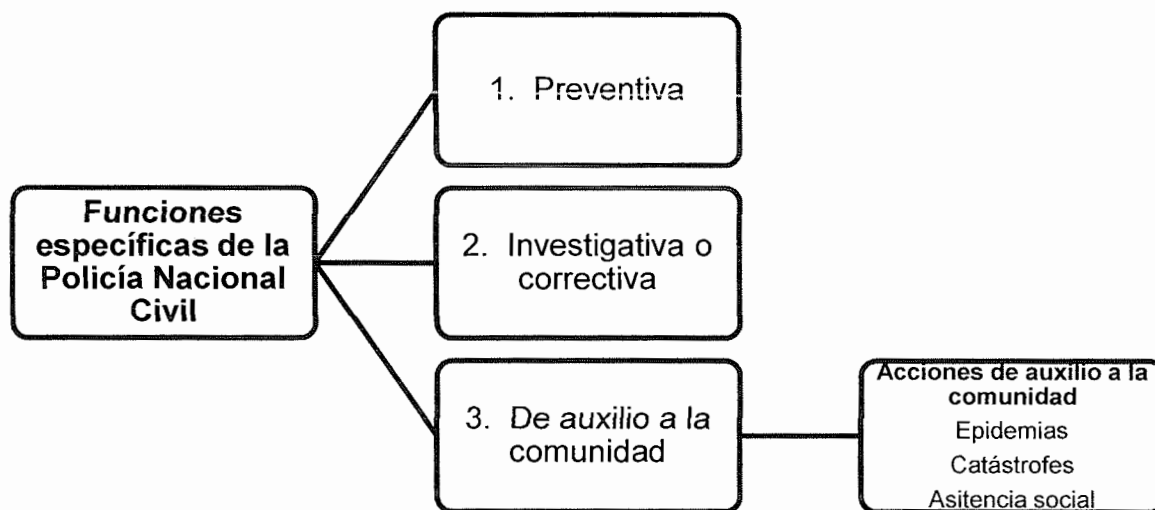 Funciones
específicas de la
Policía Nacional
Civil
1. Preventiva
2. Investigativa o
correctiva
3. De auxilio a la
comunidad
Acciones de auxilio a la
comunidad
Epidemias
Catástrofes
Asitencia social